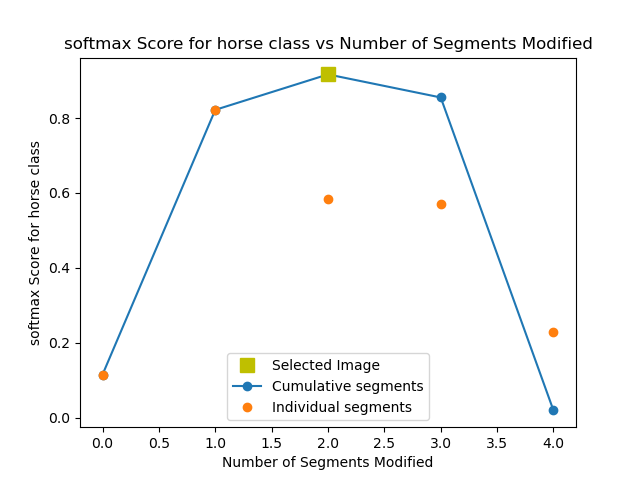 softmax Score for horse class vs Number of Segments Modified
softmax Score for horse class
0.8
0.6
0.4
0.2
0.0
Selected Image
Cumulative segments
Individual segments
0.0 0.5 1.0 1.5 2.0 2.5 3.0 3.5 4.0
Number of Segments Modified